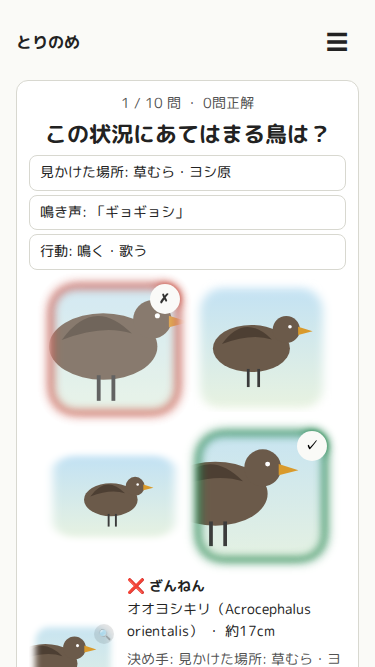 とりのめ
1 / 10 問 · 0問正解
この状況にあてはまる鳥は？
見かけた場所: 草むら・ヨシ原
鳴き声: 「ギョギョシ」
行動: 鳴く・歌う
✗
✓
❌ ざんねん
オオヨシキリ（Acrocephalus
orientalis） · 約17cm
決め手: 見かけた場所: 草むら・ヨ